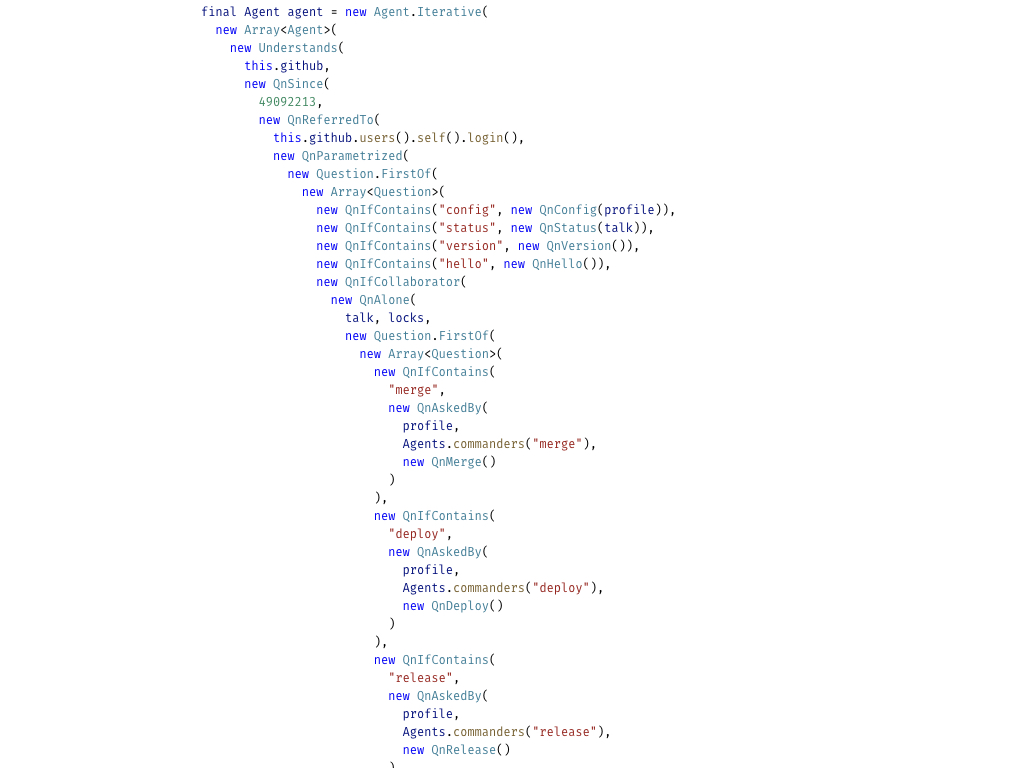 final Agent agent = new Agent.Iterative(
new Array<Agent>(
new Understands(
this.github,
new QnSince(
49092213,
new QnReferredTo(
this.github.users().self().login(),
new QnParametrized(
new Question.FirstOf(
new Array<Question>(
new QnIfContains("config", new QnConfig(profile)),
new QnIfContains("status", new QnStatus(talk)),
new QnIfContains("version", new QnVersion()),
new QnIfContains("hello", new QnHello()),
new QnIfCollaborator(
new QnAlone(
talk, locks,
new Question.FirstOf(
new Array<Question>(
new QnIfContains(
"merge",
new QnAskedBy(
profile,
Agents.commanders("merge"),
new QnMerge()
)
),
new QnIfContains(
"deploy",
new QnAskedBy(
profile,
Agents.commanders("deploy"),
new QnDeploy()
)
),
new QnIfContains(
"release",
new QnAskedBy(
profile,
Agents.commanders("release"),
new QnRelease()
)